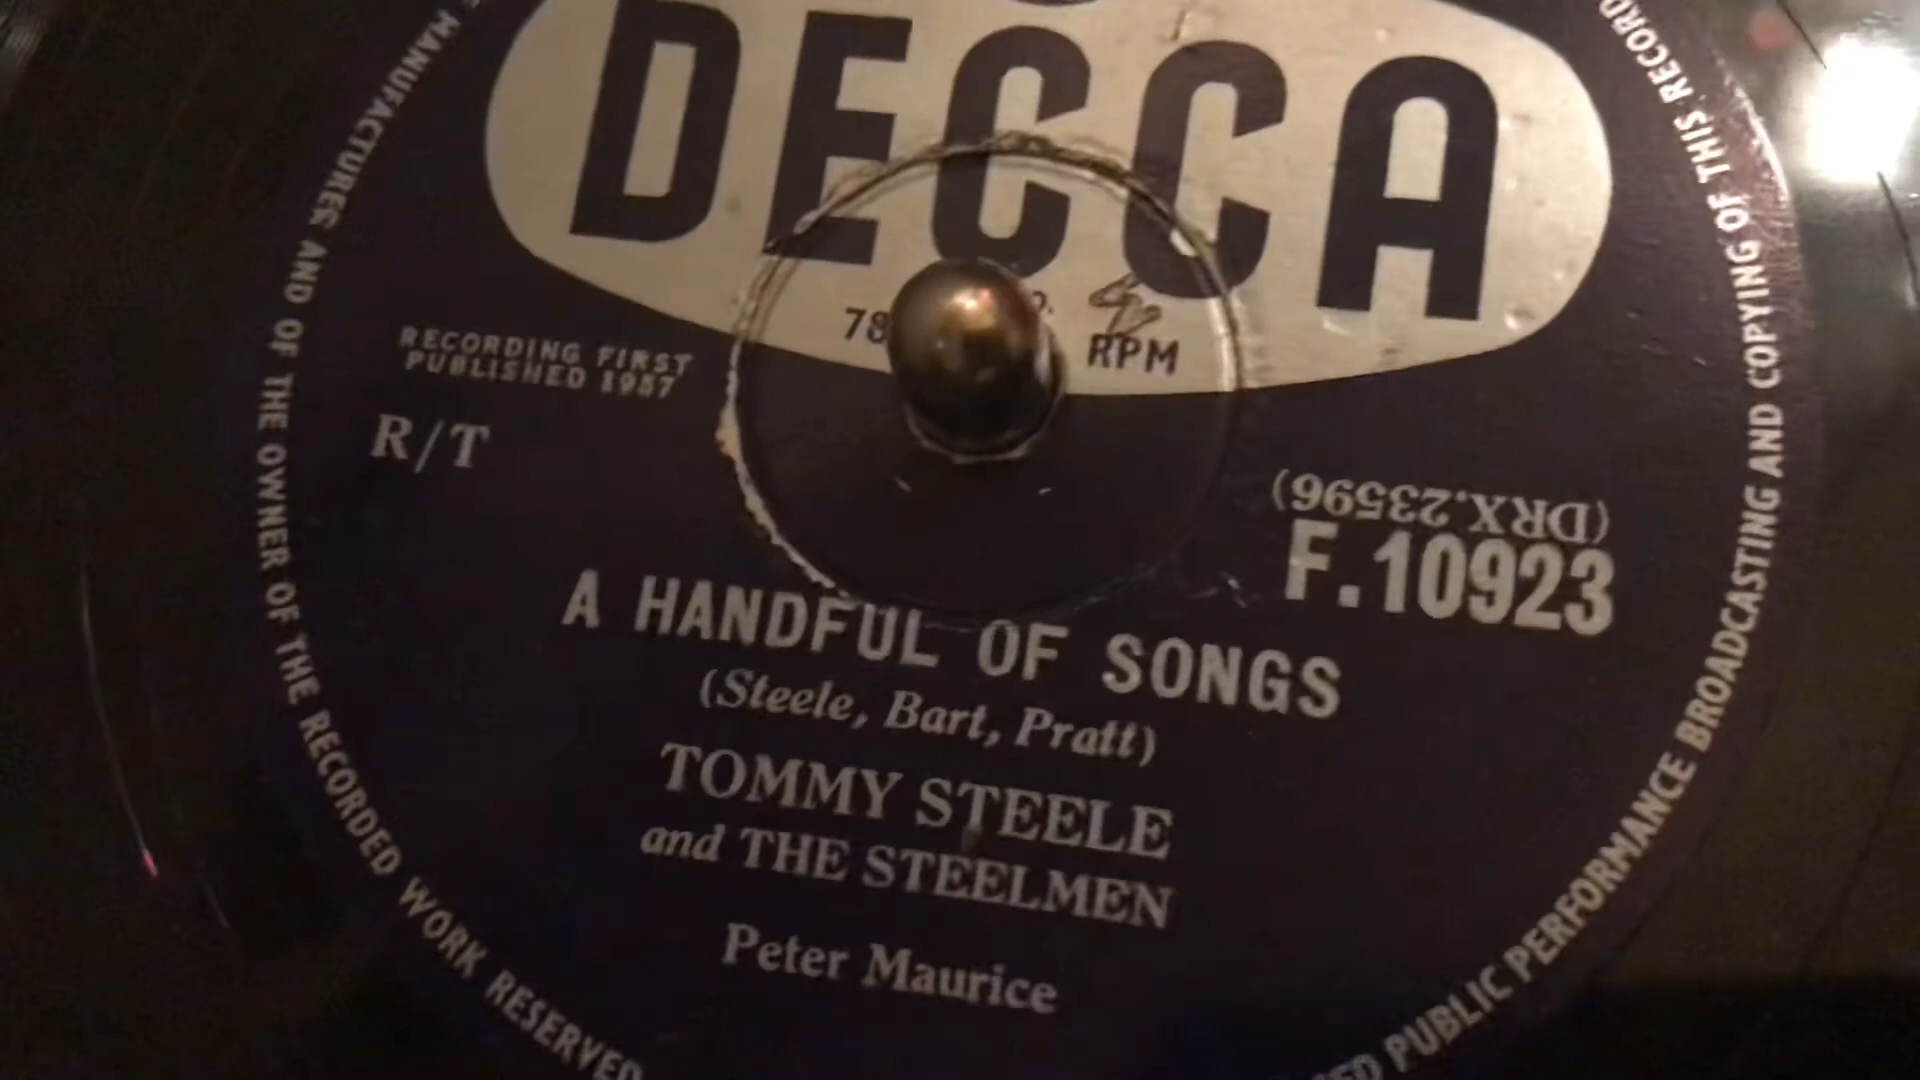 DECCA
78
RPM
RECORDING FIRST
PUBLISHED 1957
R/T
(DRX.23596)
F.10923
A HANDFUL OF SONGS
(Steele, Bart, Pratt)
TOMMY STEELE
and THE STEELMEN
Peter Maurice
MANUFACTURER AND OF THE OWNER OF THE RECORDED WORK RESERVED
PUBLIC PERFORMANCE BROADCASTING AND COPYING OF THIS RECORD